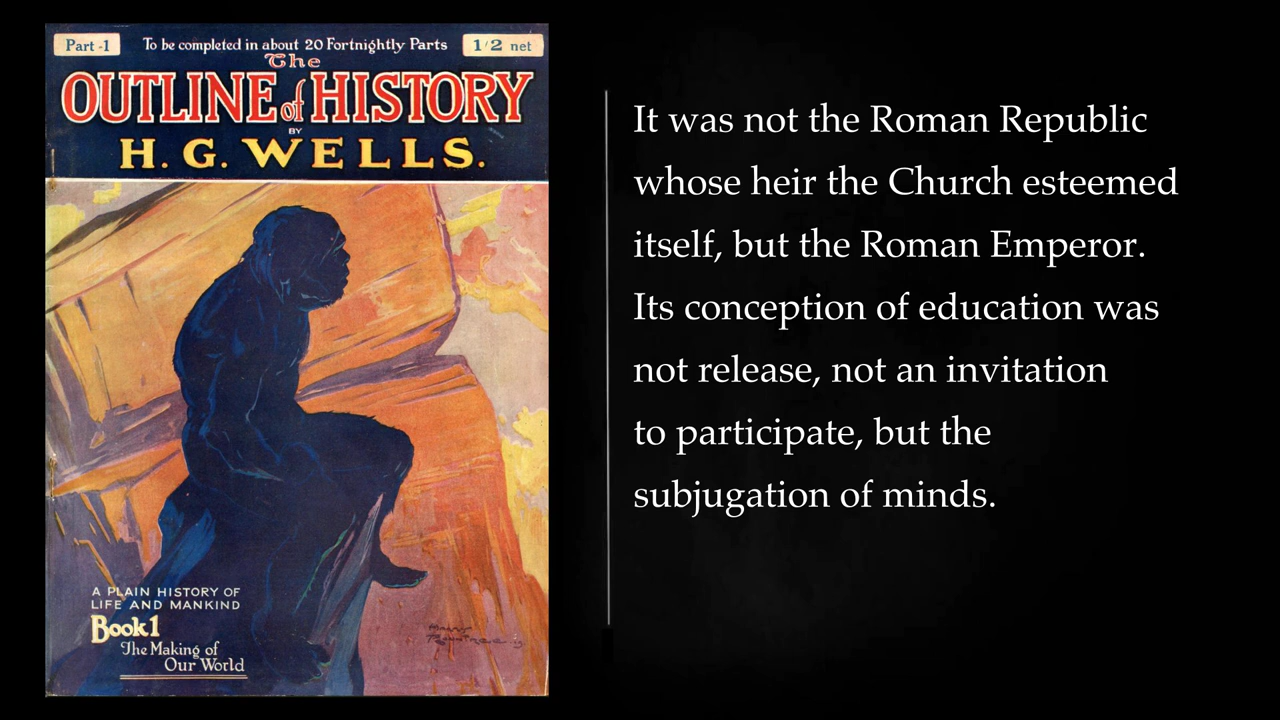 Part -1
To be completed in about 20 Fortnightly Parts
1/2 net
The
OUTLINE of HISTORY
BY
H. G. WELLS.
A PLAIN HISTORY OF
LIFE AND MANKIND
Book 1
The Making of
Our World
It was not the Roman Republic
whose heir the Church esteemed
itself, but the Roman Emperor.
Its conception of education was
not release, not an invitation
to participate, but the
subjugation of minds.